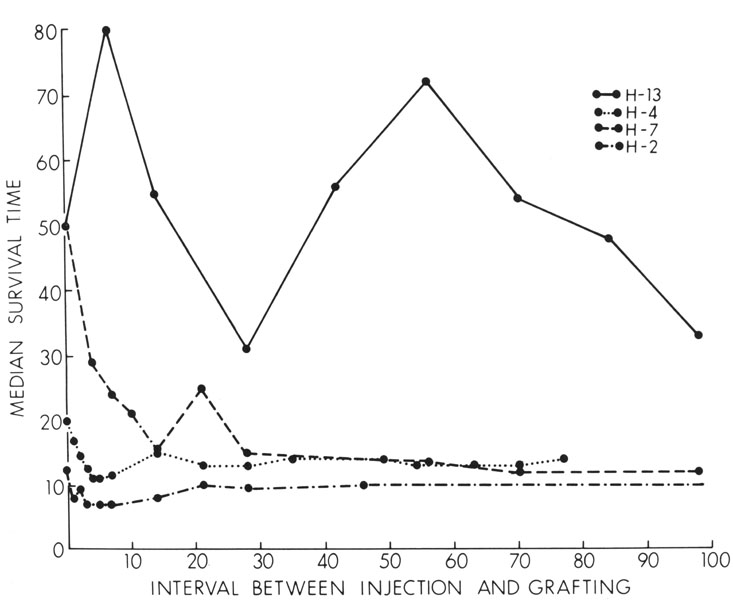 80
70
60
50
40
30
20
10
0
MEDIAN SURVIVAL TIME
H-13
H-4
H-7
H-2
10 20 30 40 50 60 70 80 90 100
INTERVAL BETWEEN INJECTION AND GRAFTING